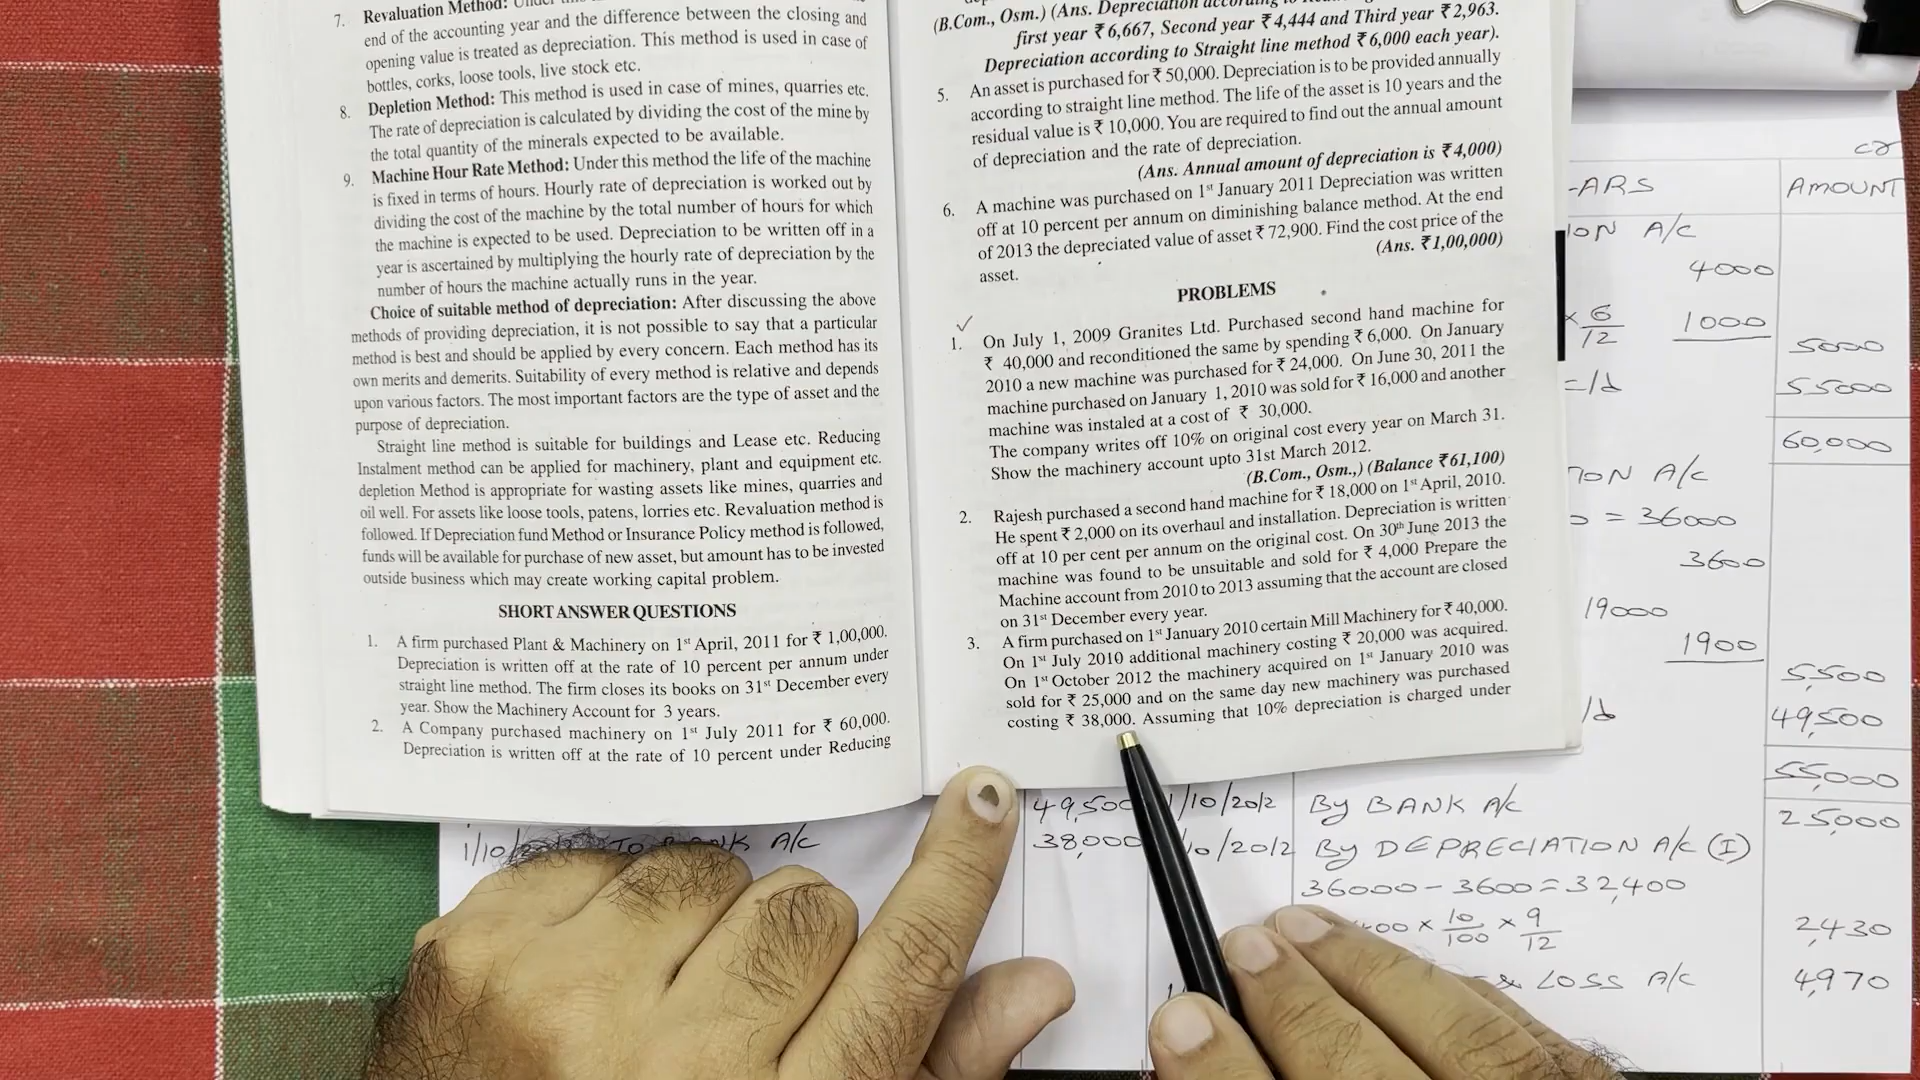 7. Revaluation Method:
end of the accounting year and the difference between the closing and
opening value is treated as depreciation. This method is used in case of
bottles, corks, loose tools, live stock etc.
8. Depletion Method: This method is used in case of mines, quarries etc.
The rate of depreciation is calculated by dividing the cost of the mine by
the total quantity of the minerals expected to be available.
9. Machine Hour Rate Method: Under this method the life of the machine
is fixed in terms of hours. Hourly rate of depreciation is worked out by
dividing the cost of the machine by the total number of hours for which
the machine is expected to be used. Depreciation to be written off in a
year is ascertained by multiplying the hourly rate of depreciation by the
number of hours the machine actually runs in the year.
Choice of suitable method of depreciation: After discussing the above
methods of providing depreciation, it is not possible to say that a particular
method is best and should be applied by every concern. Each method has its
own merits and demerits. Suitability of every method is relative and depends
upon various factors. The most important factors are the type of asset and the
purpose of depreciation.
Straight line method is suitable for buildings and Lease etc. Reducing
Instalment method can be applied for machinery, plant and equipment etc.
depletion Method is appropriate for wasting assets like mines, quarries and
oil well. For assets like loose tools, patens, lorries etc. Revaluation method is
followed. If Depreciation fund Method or Insurance Policy method is followed,
funds will be available for purchase of new asset, but amount has to be invested
outside business which may create working capital problem.
SHORT ANSWER QUESTIONS
1. A firm purchased Plant & Machinery on 1st April, 2011 for ₹ 1,00,000.
Depreciation is written off at the rate of 10 percent per annum under
straight line method. The firm closes its books on 31st December every
year. Show the Machinery Account for 3 years.
2. A Company purchased machinery on 1st July 2011 for ₹ 60,000.
Depreciation is written off at the rate of 10 percent under Reducing
(B.Com., Osm.) (Ans. Depreciation according to
first year ₹ 6,667, Second year ₹ 4,444 and Third year ₹ 2,963.
Depreciation according to Straight line method ₹ 6,000 each year).
5. An asset is purchased for ₹ 50,000. Depreciation is to be provided annually
according to straight line method. The life of the asset is 10 years and the
residual value is ₹ 10,000. You are required to find out the annual amount
of depreciation and the rate of depreciation.
(Ans. Annual amount of depreciation is ₹ 4,000)
6. A machine was purchased on 1st January 2011 Depreciation was written
off at 10 percent per annum on diminishing balance method. At the end
of 2013 the depreciated value of asset ₹ 72,900. Find the cost price of the
asset. (Ans. ₹1,00,000)
PROBLEMS
1. On July 1, 2009 Granites Ltd. Purchased second hand machine for
₹ 40,000 and reconditioned the same by spending ₹ 6,000. On January
2010 a new machine was purchased for ₹ 24,000. On June 30, 2011 the
machine purchased on January 1, 2010 was sold for ₹ 16,000 and another
machine was instaled at a cost of ₹ 30,000.
The company writes off 10% on original cost every year on March 31.
Show the machinery account upto 31st March 2012.
(B.Com., Osm.,) (Balance ₹61,100)
2. Rajesh purchased a second hand machine for ₹ 18,000 on 1st April, 2010.
He spent ₹ 2,000 on its overhaul and installation. Depreciation is written
off at 10 per cent per annum on the original cost. On 30th June 2013 the
machine was found to be unsuitable and sold for ₹ 4,000 Prepare the
Machine account from 2010 to 2013 assuming that the account are closed
on 31st December every year.
3. A firm purchased on 1st January 2010 certain Mill Machinery for ₹ 40,000.
On 1st July 2010 additional machinery costing ₹ 20,000 was acquired.
On 1st October 2012 the machinery acquired on 1st January 2010 was
sold for ₹ 25,000 and on the same day new machinery was purchased
costing ₹ 38,000. Assuming that 10% depreciation is charged under
CR
-ARS AMOUNT
ION A/C
4000
× 6/12 1000 5000
=/d 55000
60,000
TION A/C
= 36000
3600
19000
1900 5,500
/d 49,500
55,000
49,500 1/10/2012 By BANK A/C 25,000
1/10/2012 TO BANK A/C 38,000 /10/2012 By DEPRECIATION A/C (I)
36000 - 3600 = 32,400
400 × 10/100 × 9/12 2,430
& LOSS A/C 4,970